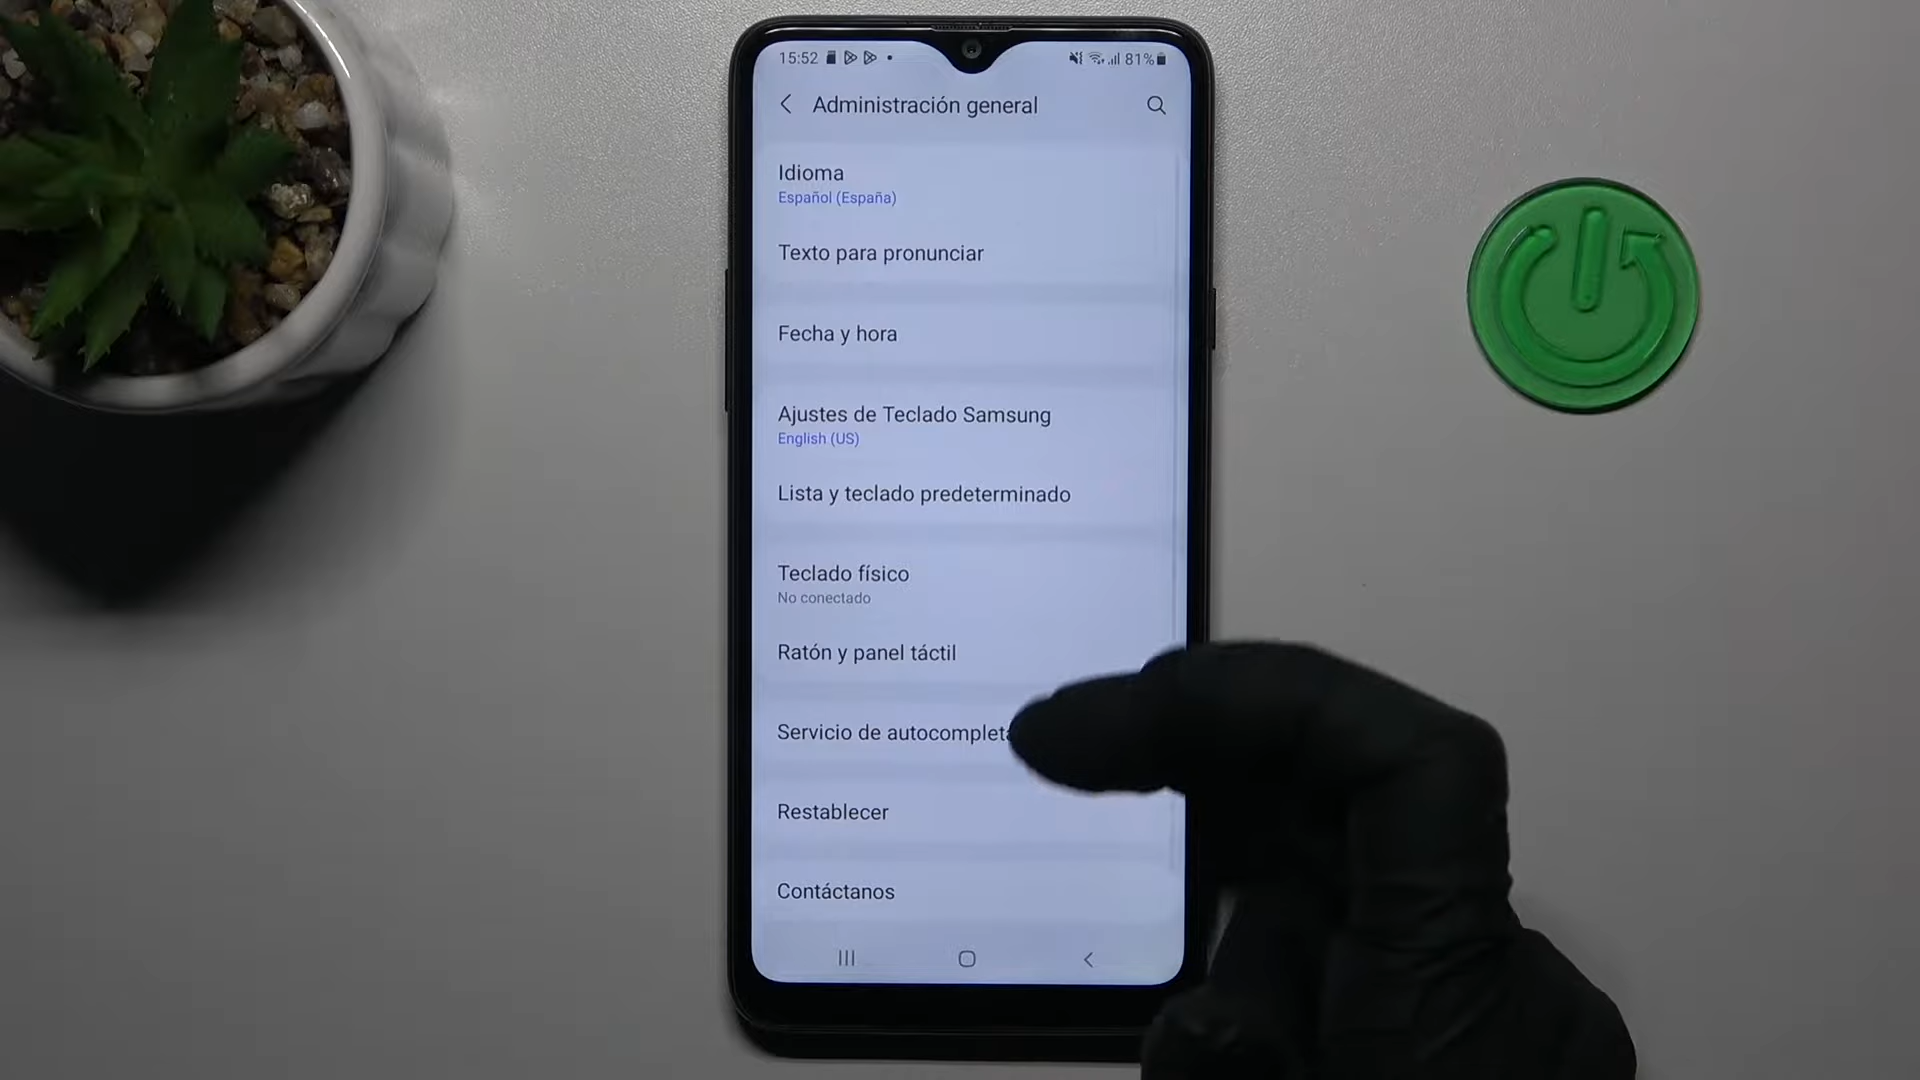 15:52
81%
Administración general
Idioma
Español (España)
Texto para pronunciar
Fecha y hora
Ajustes de Teclado Samsung
English (US)
Lista y teclado predeterminado
Teclado físico
No conectado
Ratón y panel táctil
Servicio de
Restablecer
Contáctanos